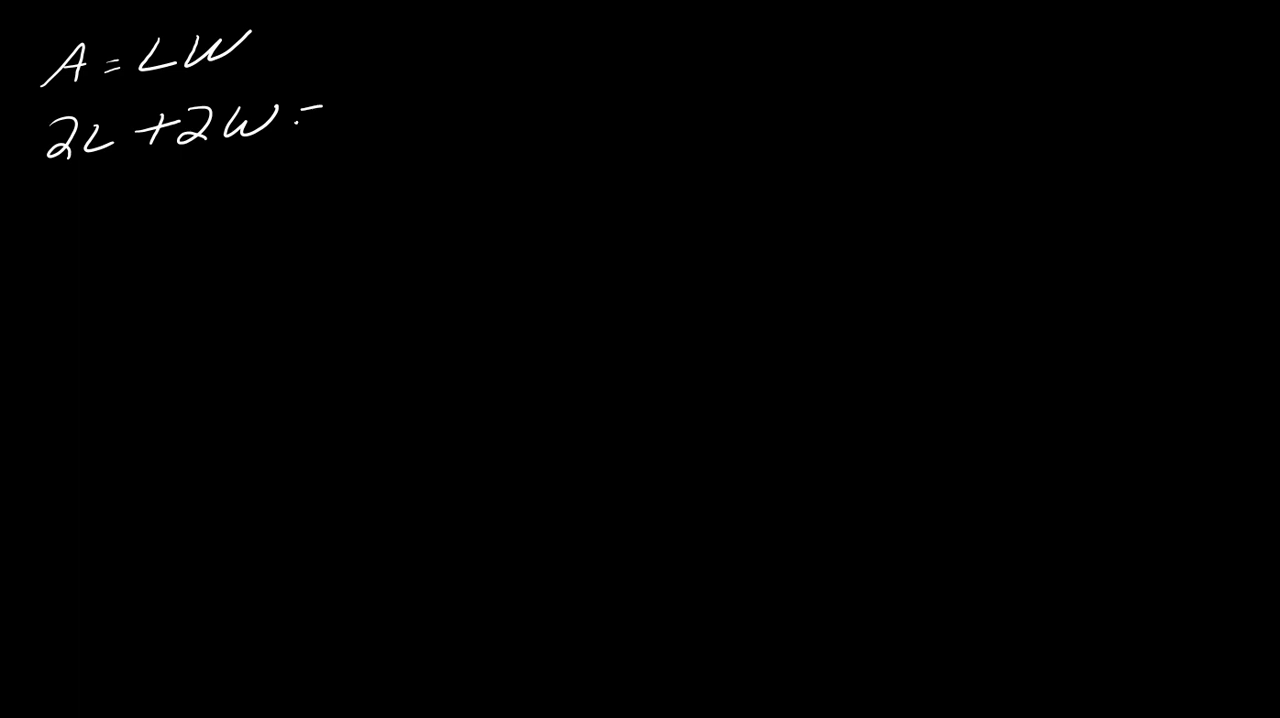 A = LW
2L + 2W =